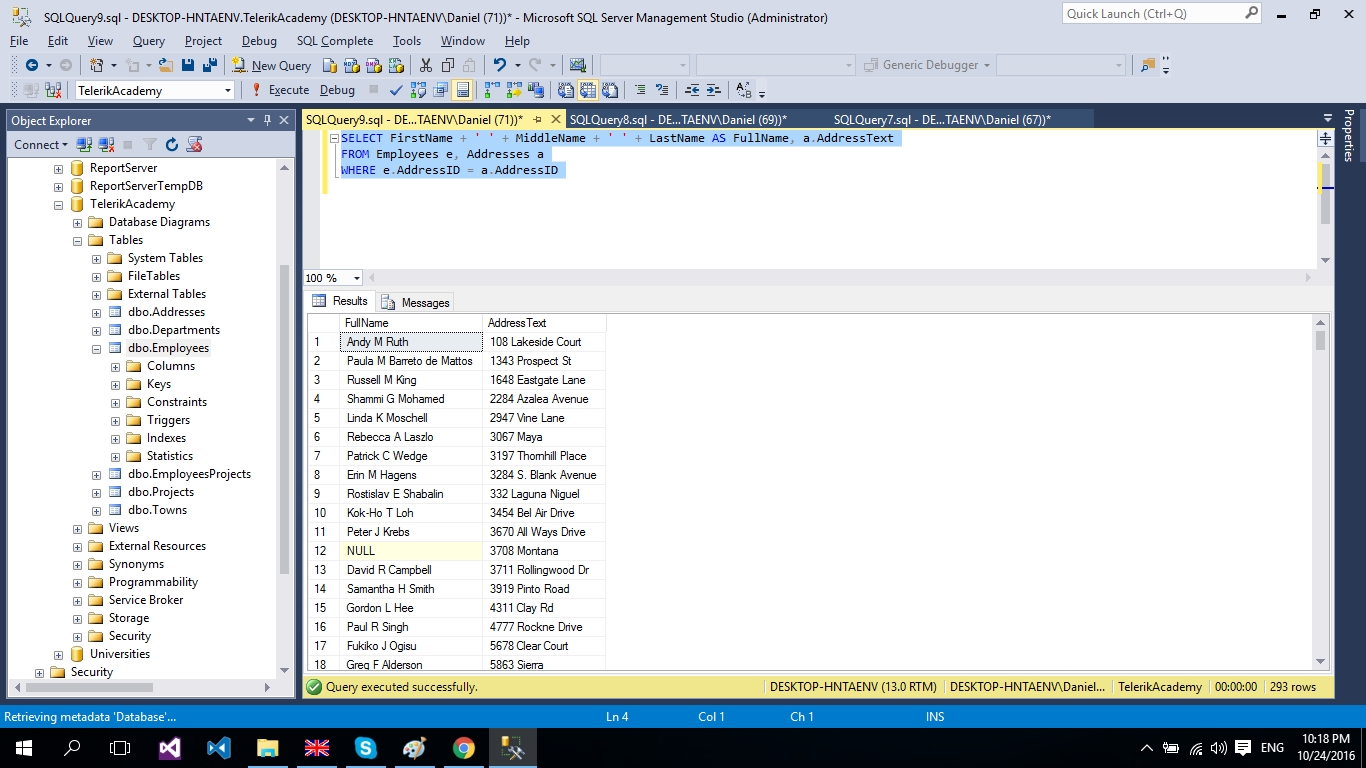 SQLQuery9.sql - DESKTOP-HNTAENV.TelerikAcademy (DESKTOP-HNTAENV\Daniel (71))* - Microsoft SQL Server Management Studio (Administrator)
Quick Launch (Ctrl+Q)
File Edit View Query Project Debug SQL Complete Tools Window Help
New Query
Generic Debugger
TelerikAcademy
Execute Debug
Object Explorer
SQLQuery9.sql - DE...TAENV\Daniel (71))*
SQLQuery8.sql - DE...TAENV\Daniel (69))*
SQLQuery7.sql - DE...TAENV\Daniel (67))*
Properties
Connect
ReportServer
ReportServerTempDB
TelerikAcademy
Database Diagrams
Tables
System Tables
FileTables
External Tables
dbo.Addresses
dbo.Departments
dbo.Employees
Columns
Keys
Constraints
Triggers
Indexes
Statistics
dbo.EmployeesProjects
dbo.Projects
dbo.Towns
Views
External Resources
Synonyms
Programmability
Service Broker
Storage
Security
Universities
Security
SELECT FirstName + ' ' + MiddleName + ' ' + LastName AS FullName, a.AddressText
FROM Employees e, Addresses a
WHERE e.AddressID = a.AddressID
100 %
Results Messages
FullName AddressText
1 Andy M Ruth 108 Lakeside Court
2 Paula M Barreto de Mattos 1343 Prospect St
3 Russell M King 1648 Eastgate Lane
4 Shammi G Mohamed 2284 Azalea Avenue
5 Linda K Moschell 2947 Vine Lane
6 Rebecca A Laszlo 3067 Maya
7 Patrick C Wedge 3197 Thornhill Place
8 Erin M Hagens 3284 S. Blank Avenue
9 Rostislav E Shabalin 332 Laguna Niguel
10 Kok-Ho T Loh 3454 Bel Air Drive
11 Peter J Krebs 3670 All Ways Drive
12 NULL 3708 Montana
13 David R Campbell 3711 Rollingwood Dr
14 Samantha H Smith 3919 Pinto Road
15 Gordon L Hee 4311 Clay Rd
16 Paul R Singh 4777 Rockne Drive
17 Fukiko J Ogisu 5678 Clear Court
18 Greg F Alderson 5863 Sierra
Query executed successfully.
DESKTOP-HNTAENV (13.0 RTM) DESKTOP-HNTAENV\Daniel... TelerikAcademy 00:00:00 293 rows
Retrieving metadata 'Database'... Ln 4 Col 1 Ch 1 INS
ENG
10:18 PM
10/24/2016